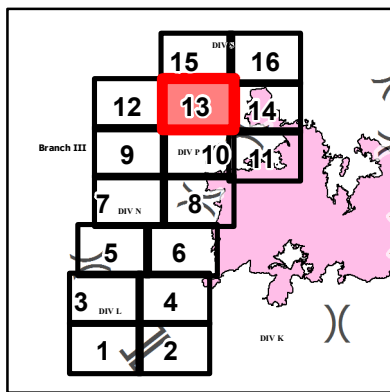 15 DIV S 16
12 13 14
Branch III 9 DIV P 10 11
7 DIV N 8
5 6
3 DIV L 4
DIV K
1 2